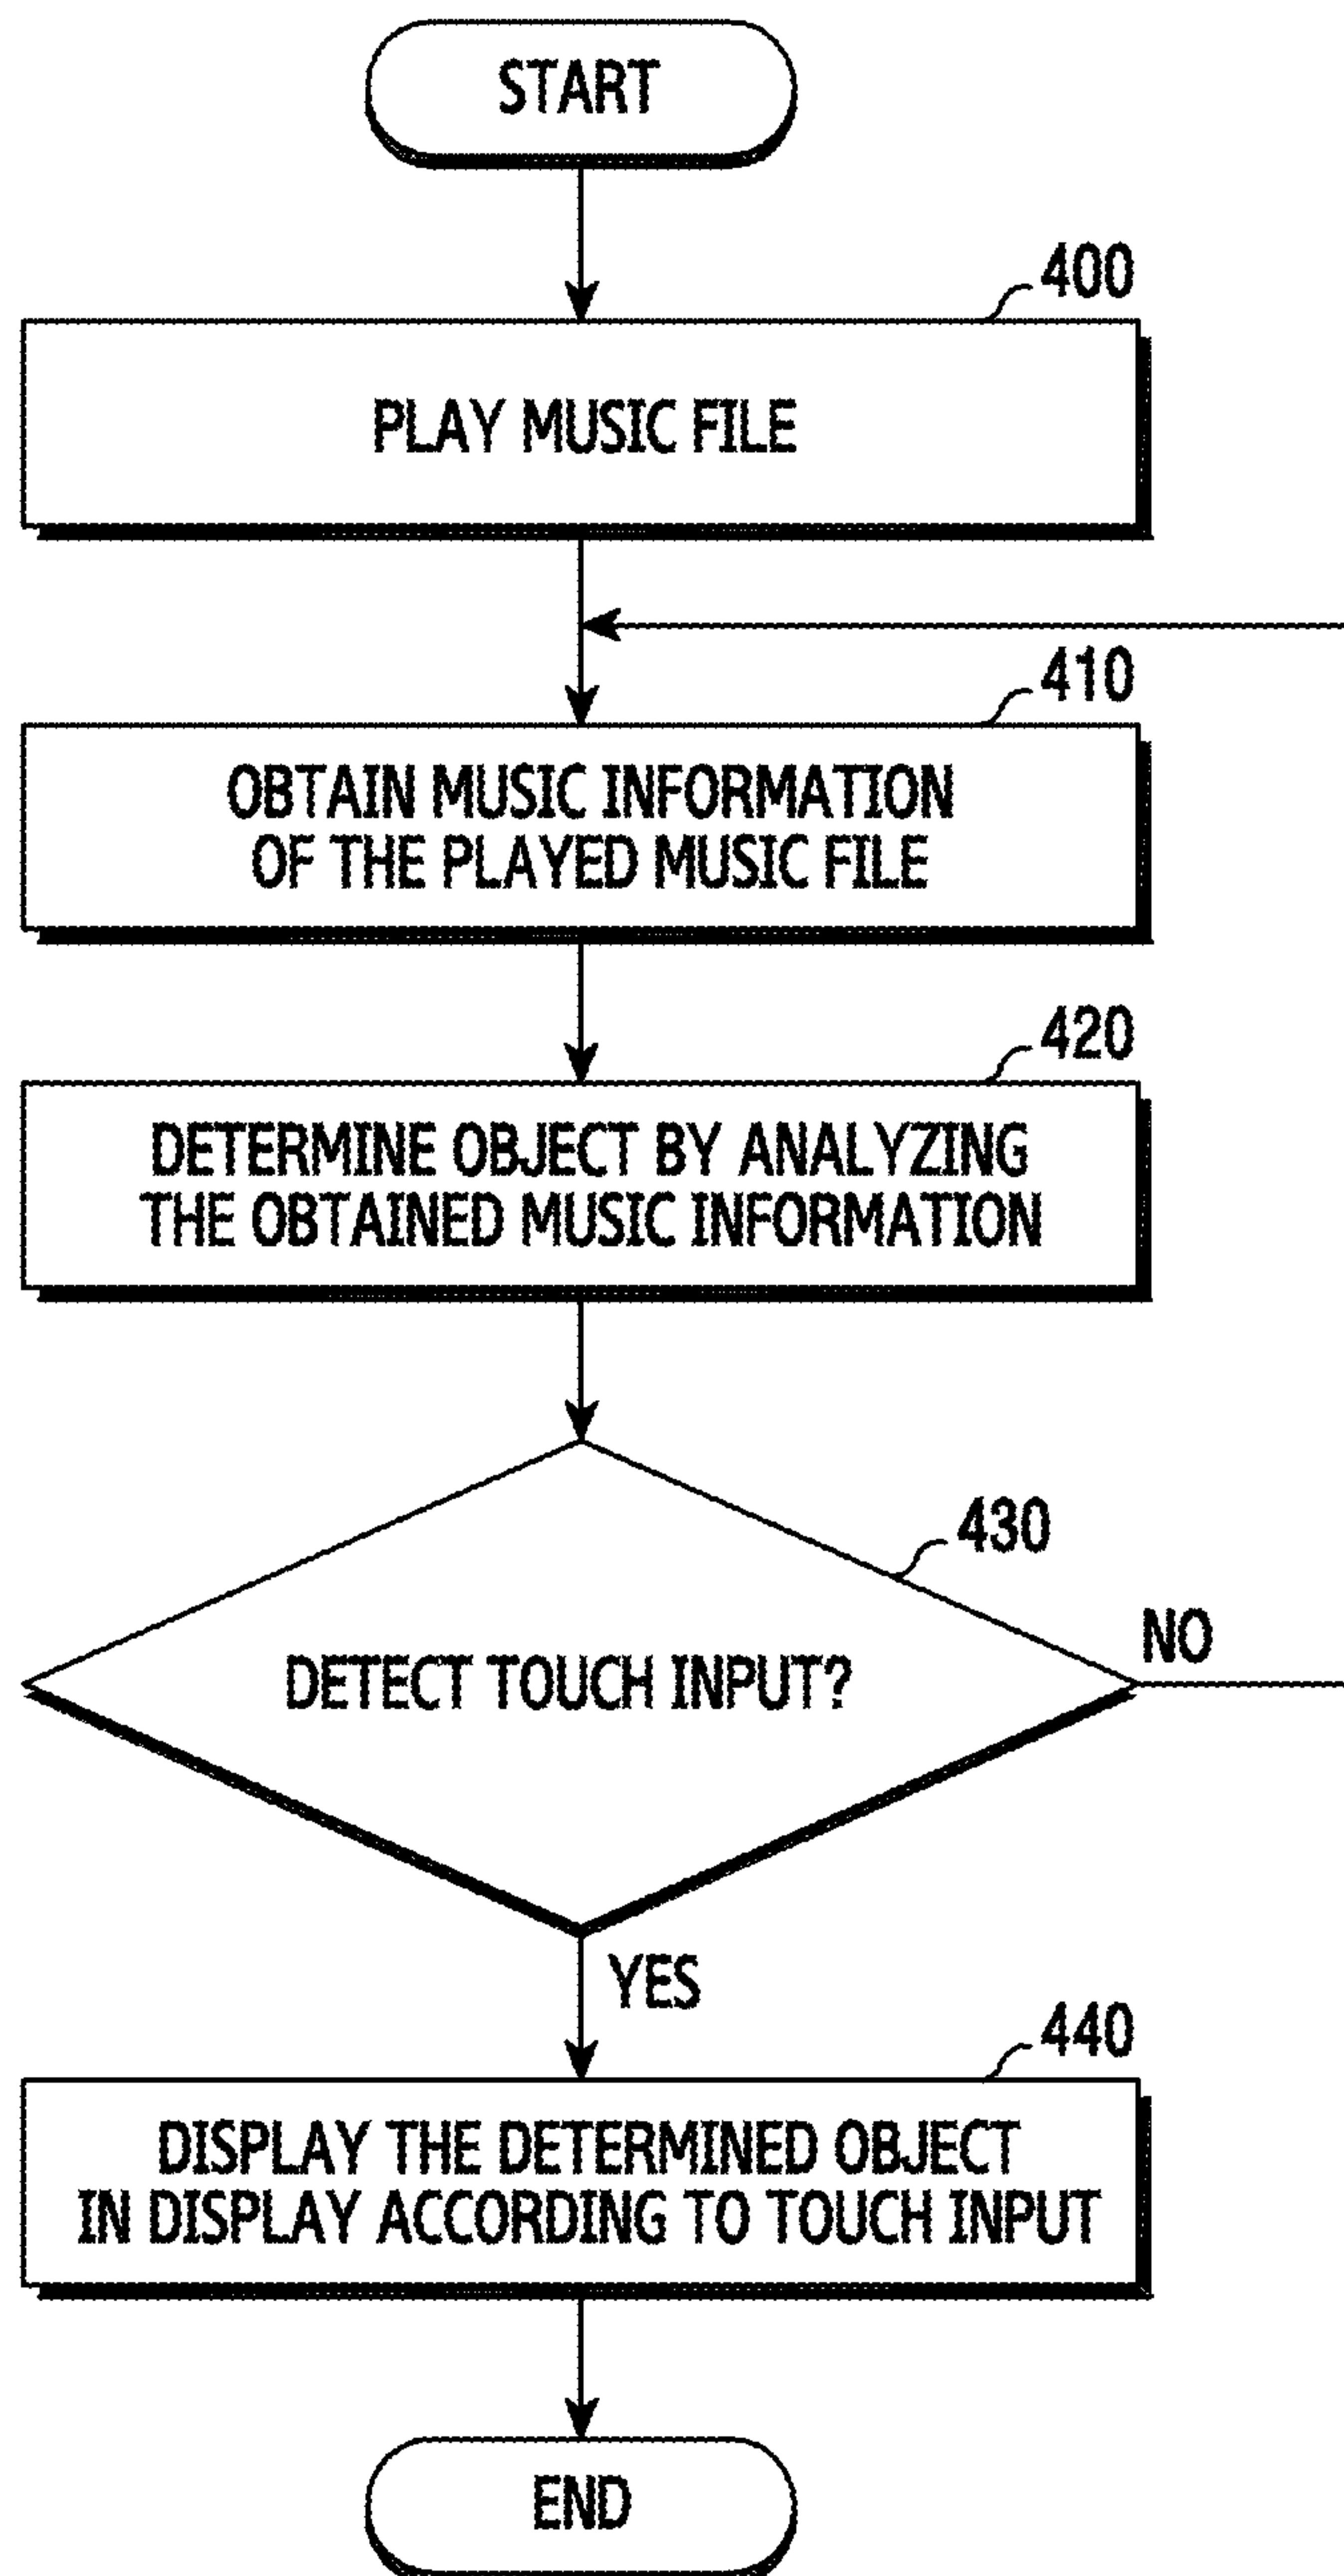 START
400
PLAY MUSIC FILE
410
OBTAIN MUSIC INFORMATION
OF THE PLAYED MUSIC FILE
420
DETERMINE OBJECT BY ANALYZING
THE OBTAINED MUSIC INFORMATION
430
DETECT TOUCH INPUT?
NO
YES
440
DISPLAY THE DETERMINED OBJECT
IN DISPLAY ACCORDING TO TOUCH INPUT
END